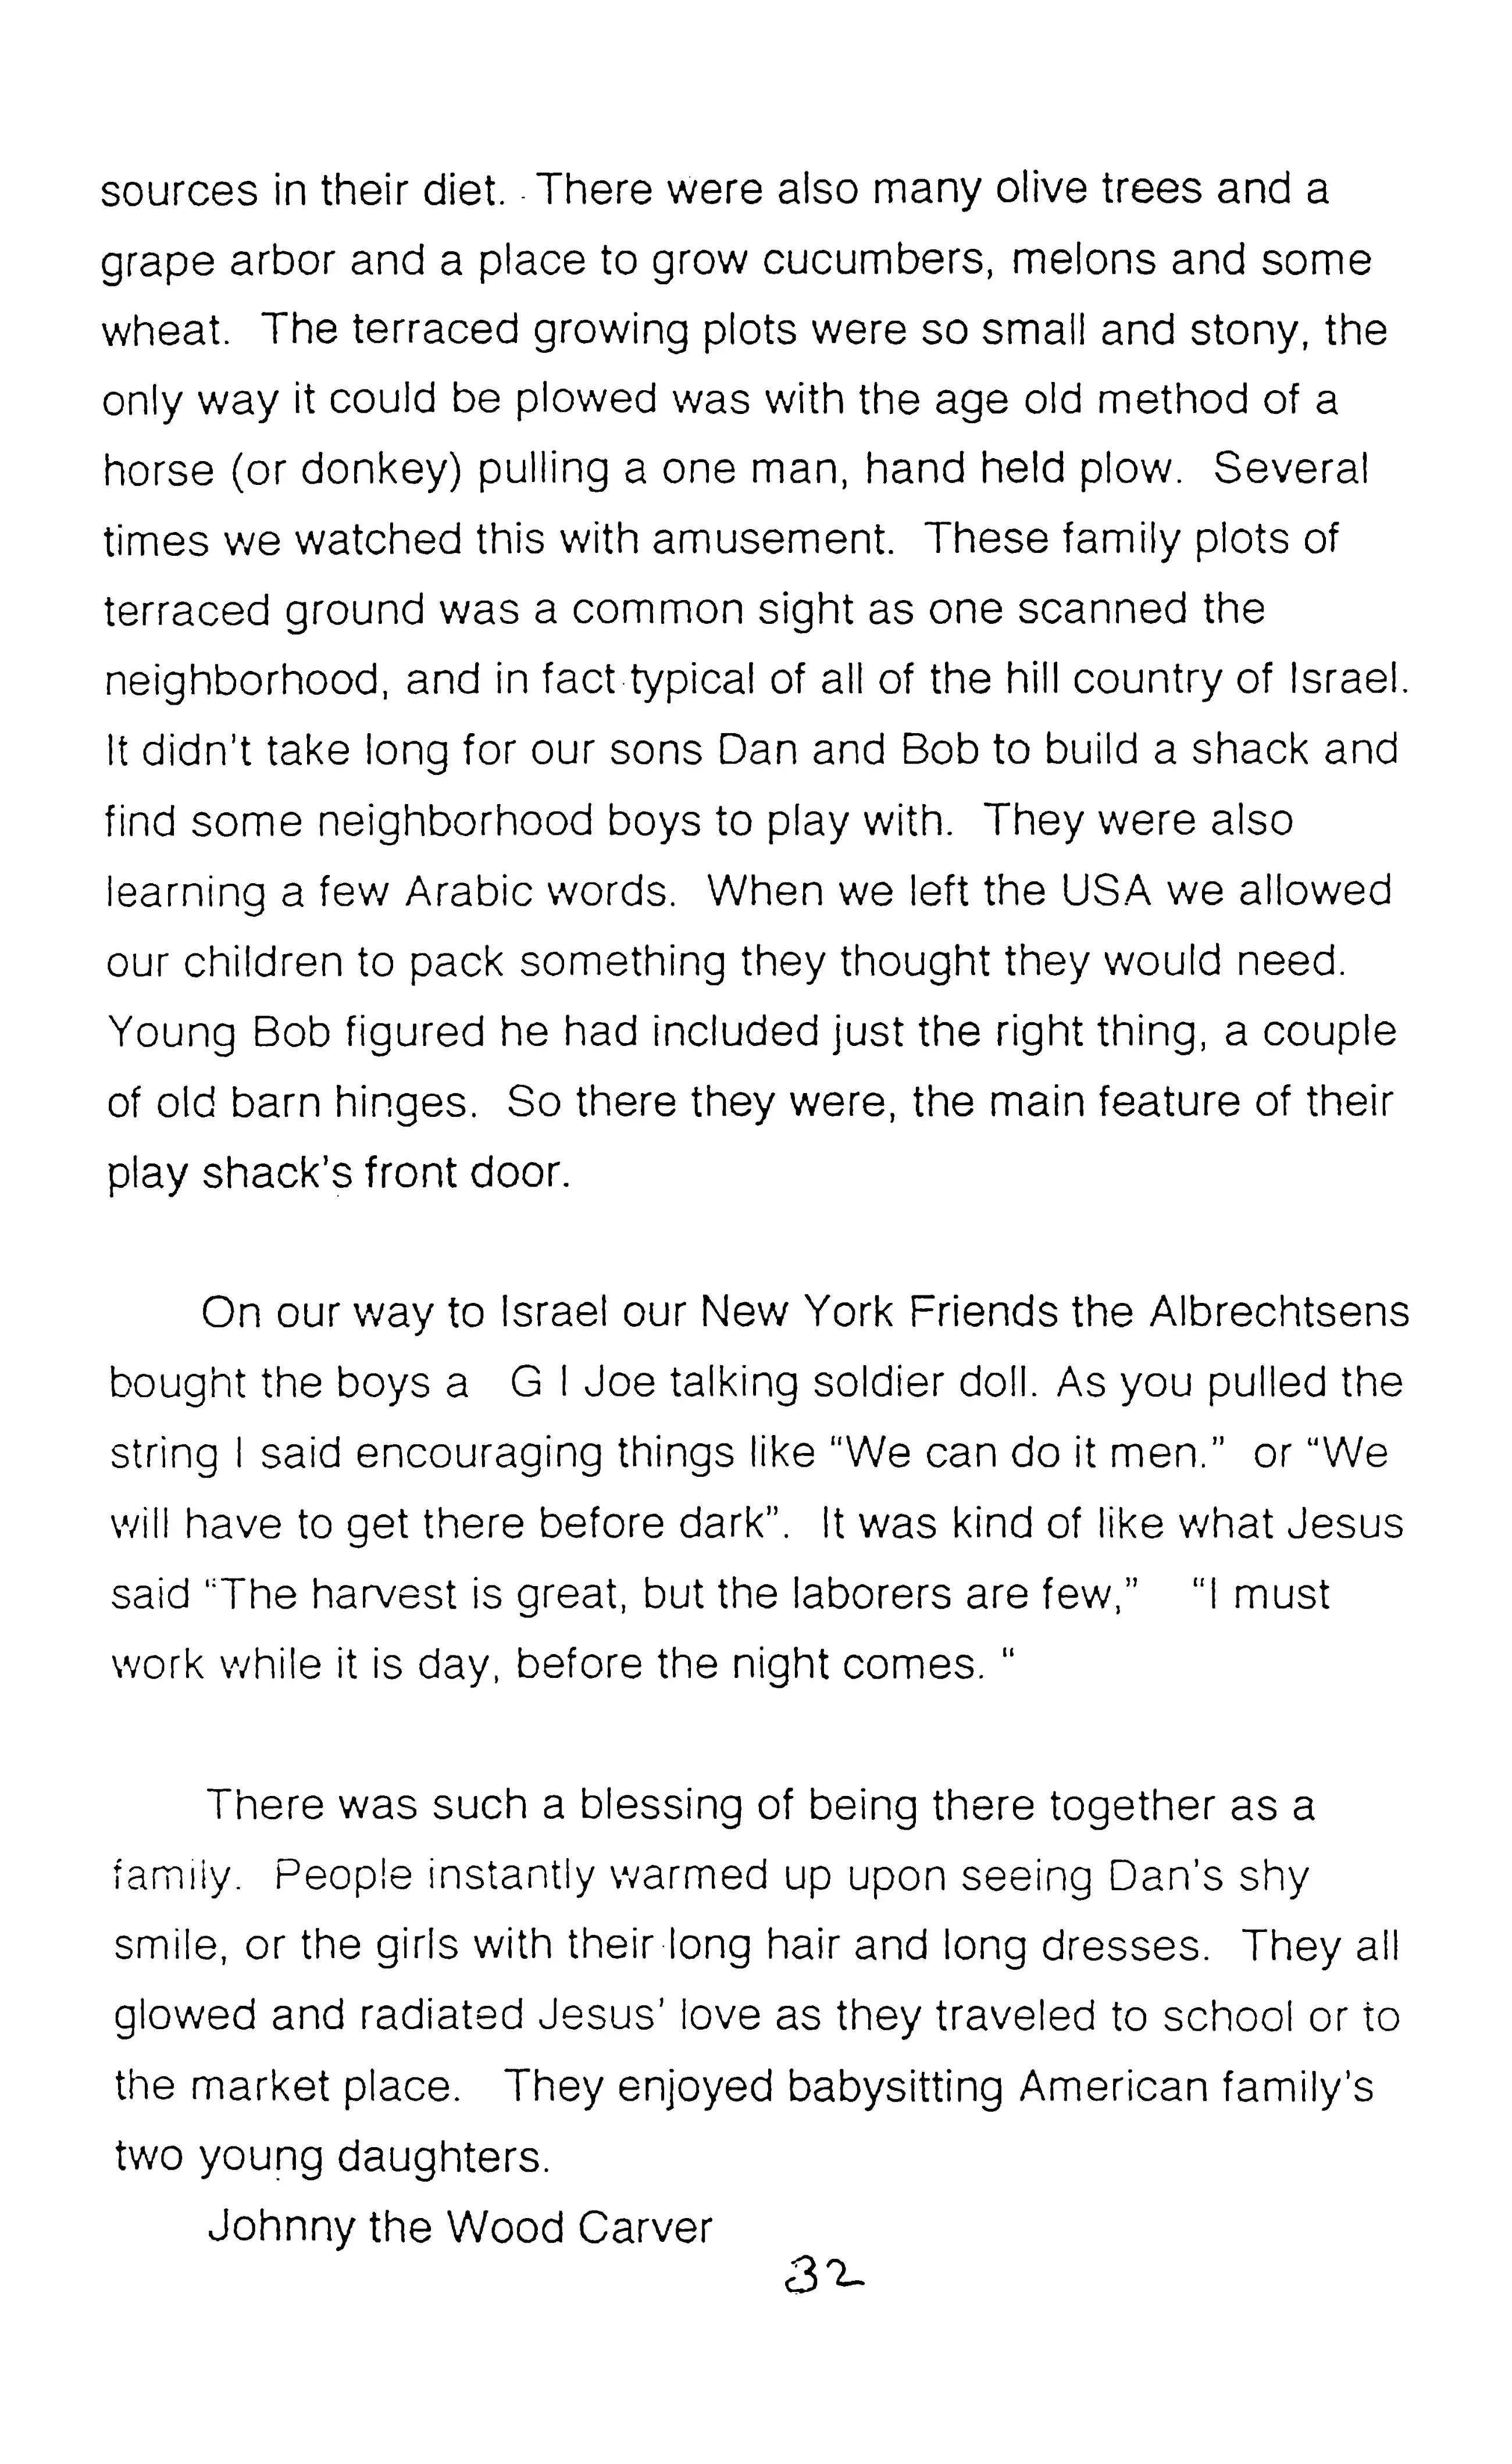 sources in their diet. There were also many olive trees and a
grape arbor and a place to grow cucumbers, melons and some
wheat. The terraced growing plots were so small and stony, the
only way it could be plowed was with the age old method of a
horse (or donkey) pulling a one man, hand held plow. Several
times we watched this with amusement. These family plots of
terraced ground was a common sight as one scanned the
neighborhood, and in fact typical of all of the hill country of Israel.
It didn't take long for our sons Dan and Bob to build a shack and
find some neighborhood boys to play with. They were also
learning a few Arabic words. When we left the USA we allowed
our children to pack something they thought they would need.
Young Bob figured he had included just the right thing, a couple
of old barn hinges. So there they were, the main feature of their
play shack's front door.
On our way to Israel our New York Friends the Albrechtsens
bought the boys a G I Joe talking soldier doll. As you pulled the
string I said encouraging things like "We can do it men." or "We
will have to get there before dark". It was kind of like what Jesus
said "The harvest is great, but the laborers are few," "I must
work while it is day, before the night comes. "
There was such a blessing of being there together as a
family. People instantly warmed up upon seeing Dan's shy
smile, or the girls with their long hair and long dresses. They all
glowed and radiated Jesus' love as they traveled to school or to
the market place. They enjoyed babysitting American family's
two young daughters.
Johnny the Wood Carver
32